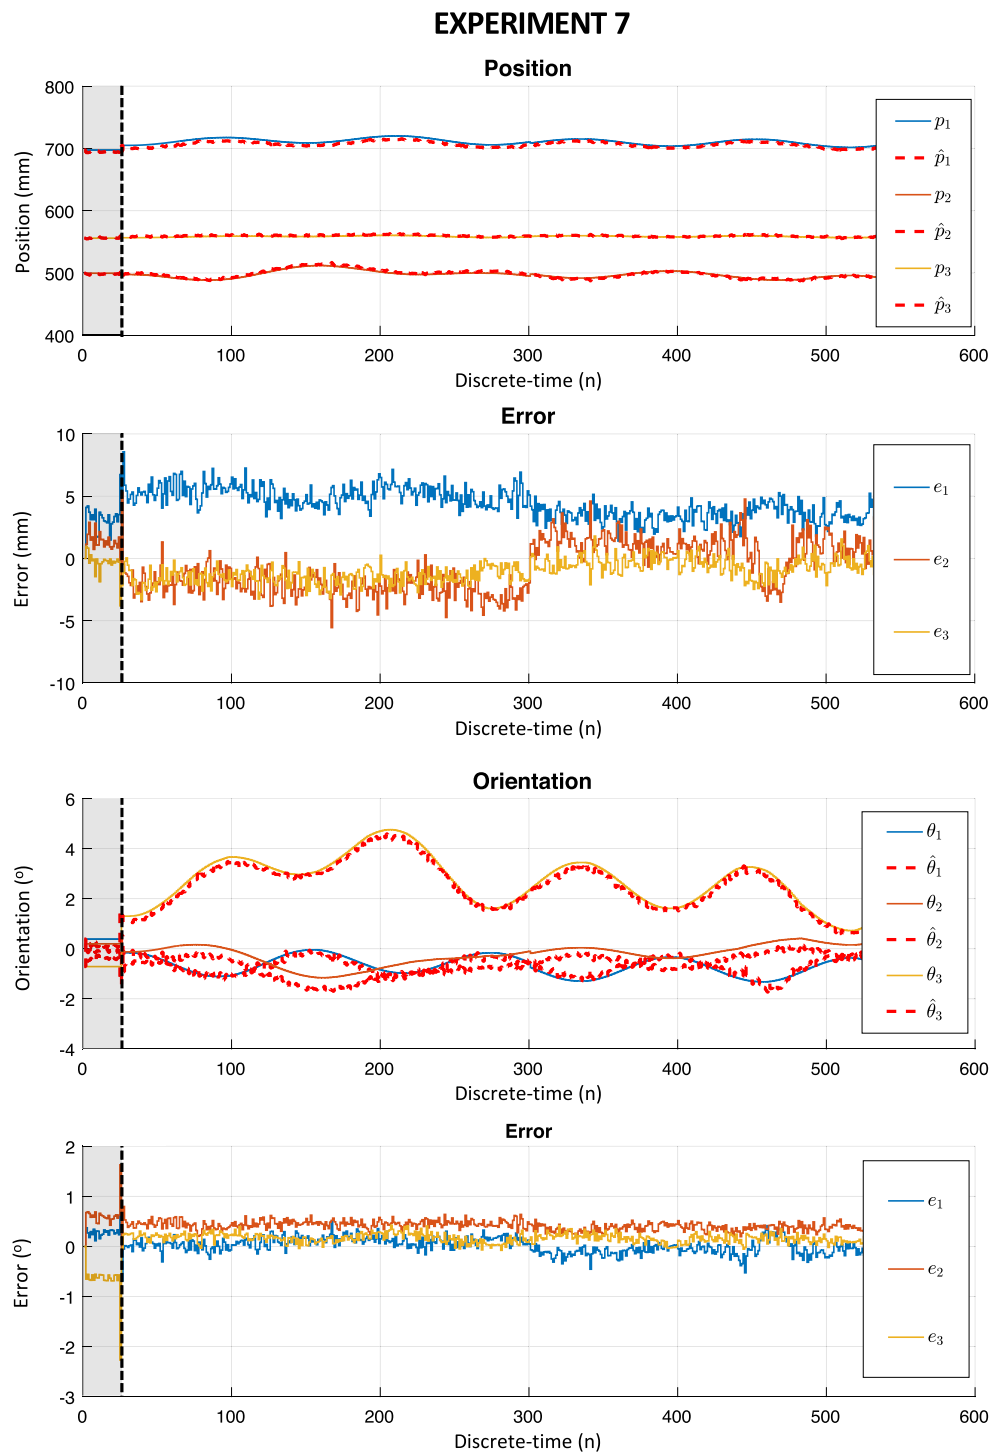 EXPERIMENT 7
Position
800
700
600
500
400
Position (mm)
0 100 200 300 400 500 600
Discrete-time (n)
p₁
p̂₁
p₂
p̂₂
p₃
p̂₃
Error
10
5
0
-5
-10
Error (mm)
0 100 200 300 400 500 600
Discrete-time (n)
e₁
e₂
e₃
Orientation
6
4
2
0
-2
-4
Orientation (º)
0 100 200 300 400 500 600
Discrete-time (n)
θ₁
θ̂₁
θ₂
θ̂₂
θ₃
θ̂₃
Error
2
1
0
-1
-2
-3
Error (º)
0 100 200 300 400 500 600
Discrete-time (n)
e₁
e₂
e₃